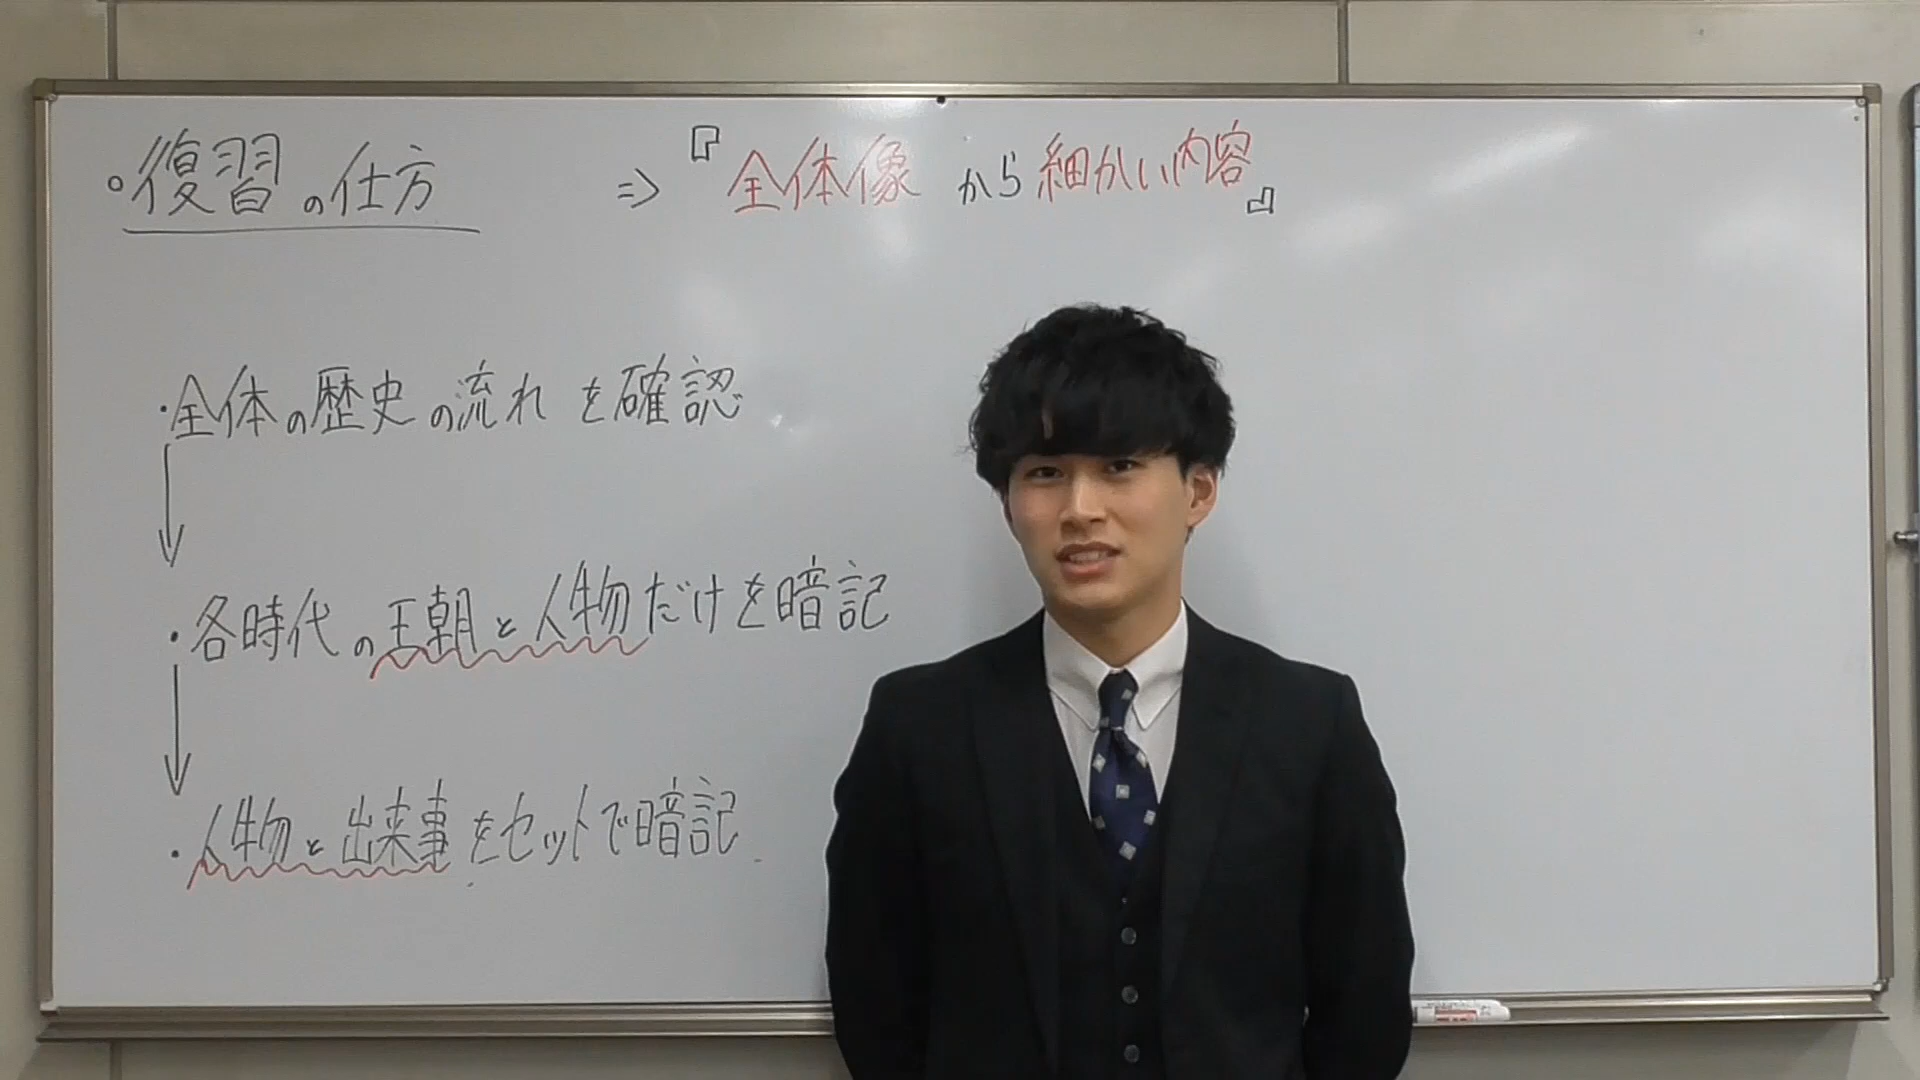 ○復習の仕方 ⇒ 『全体像から細かい内容』
・全体の歴史の流れを確認
↓
・各時代の王朝と人物だけを暗記
↓
・人物と出来事をセットで暗記